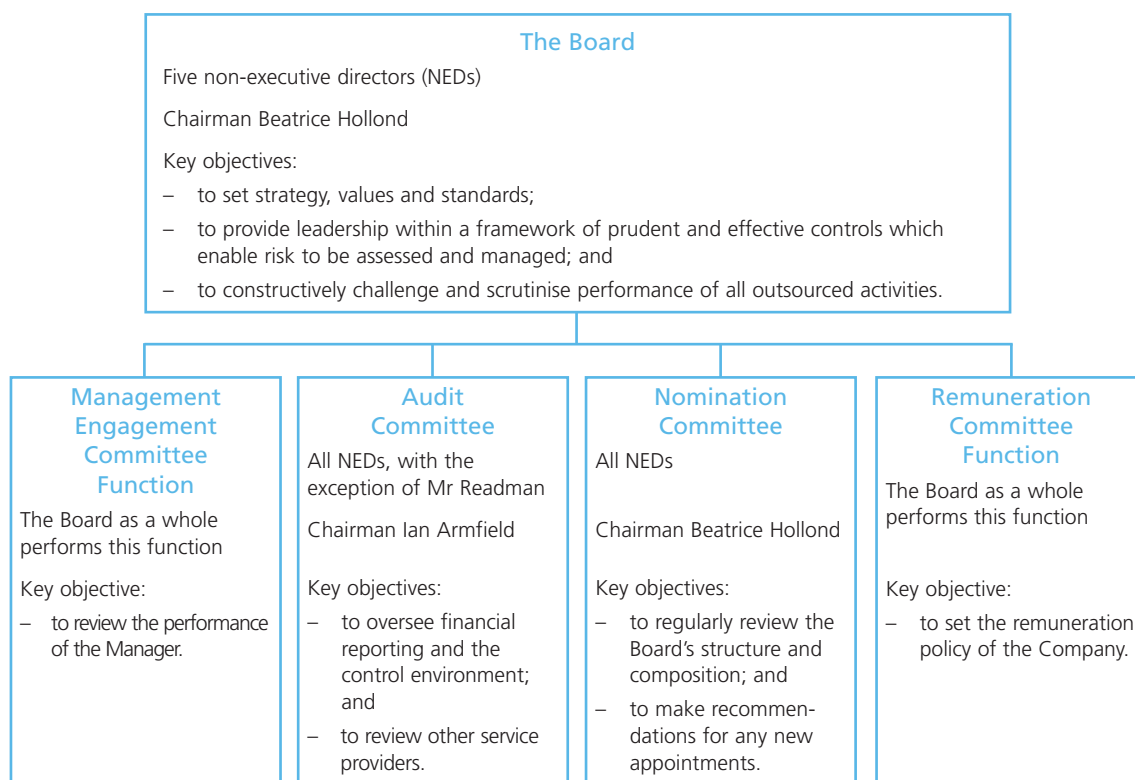 The Board
Five non-executive directors (NEDs)
Chairman Beatrice Hollond
Key objectives:
– to set strategy, values and standards;
– to provide leadership within a framework of prudent and effective controls which
enable risk to be assessed and managed; and
– to constructively challenge and scrutinise performance of all outsourced activities.
Management
Engagement
Committee
Function
The Board as a whole
performs this function
Key objective:
– to review the performance
of the Manager.
Audit
Committee
All NEDs, with the
exception of Mr Readman
Chairman Ian Armfield
Key objectives:
– to oversee financial
reporting and the
control environment;
and
– to review other service
providers.
Nomination
Committee
All NEDs
Chairman Beatrice Hollond
Key objectives:
– to regularly review the
Board’s structure and
composition; and
– to make recommen-
dations for any new
appointments.
Remuneration
Committee
Function
The Board as a whole
performs this function
Key objective:
– to set the remuneration
policy of the Company.